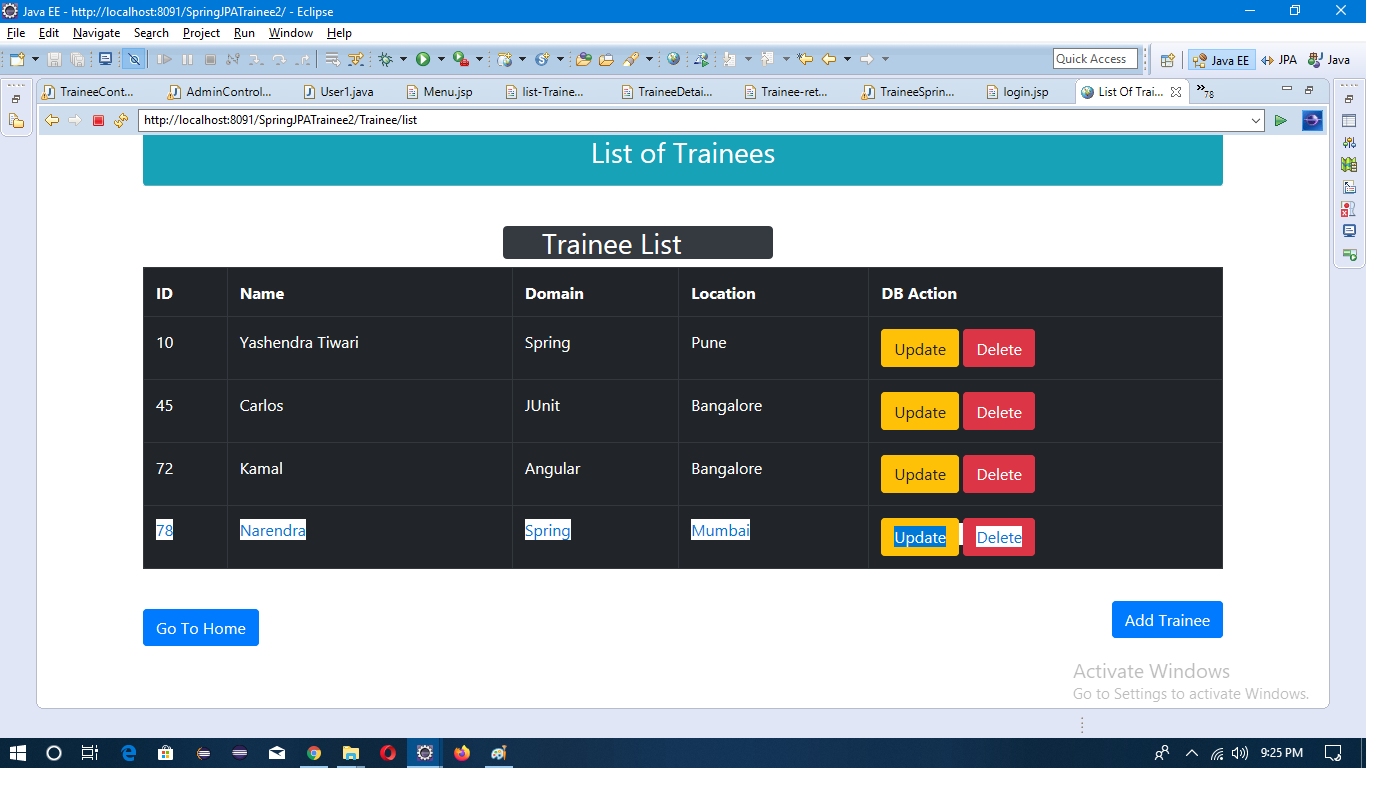 Java EE - http://localhost:8091/SpringJPATrainee2/ - Eclipse
File Edit Navigate Search Project Run Window Help
Quick Access Java EE JPA Java
TraineeCont... AdminControl... User1.java Menu.jsp list-Traine... TraineeDetai... Trainee-ret... TraineeSprin... login.jsp List Of Trai... »78
http://localhost:8091/SpringJPATrainee2/Trainee/list
List of Trainees
Trainee List
ID Name Domain Location DB Action
10 Yashendra Tiwari Spring Pune Update Delete
45 Carlos JUnit Bangalore Update Delete
72 Kamal Angular Bangalore Update Delete
78 Narendra Spring Mumbai Update Delete
Go To Home Add Trainee
Activate Windows
Go to Settings to activate Windows.
9:25 PM